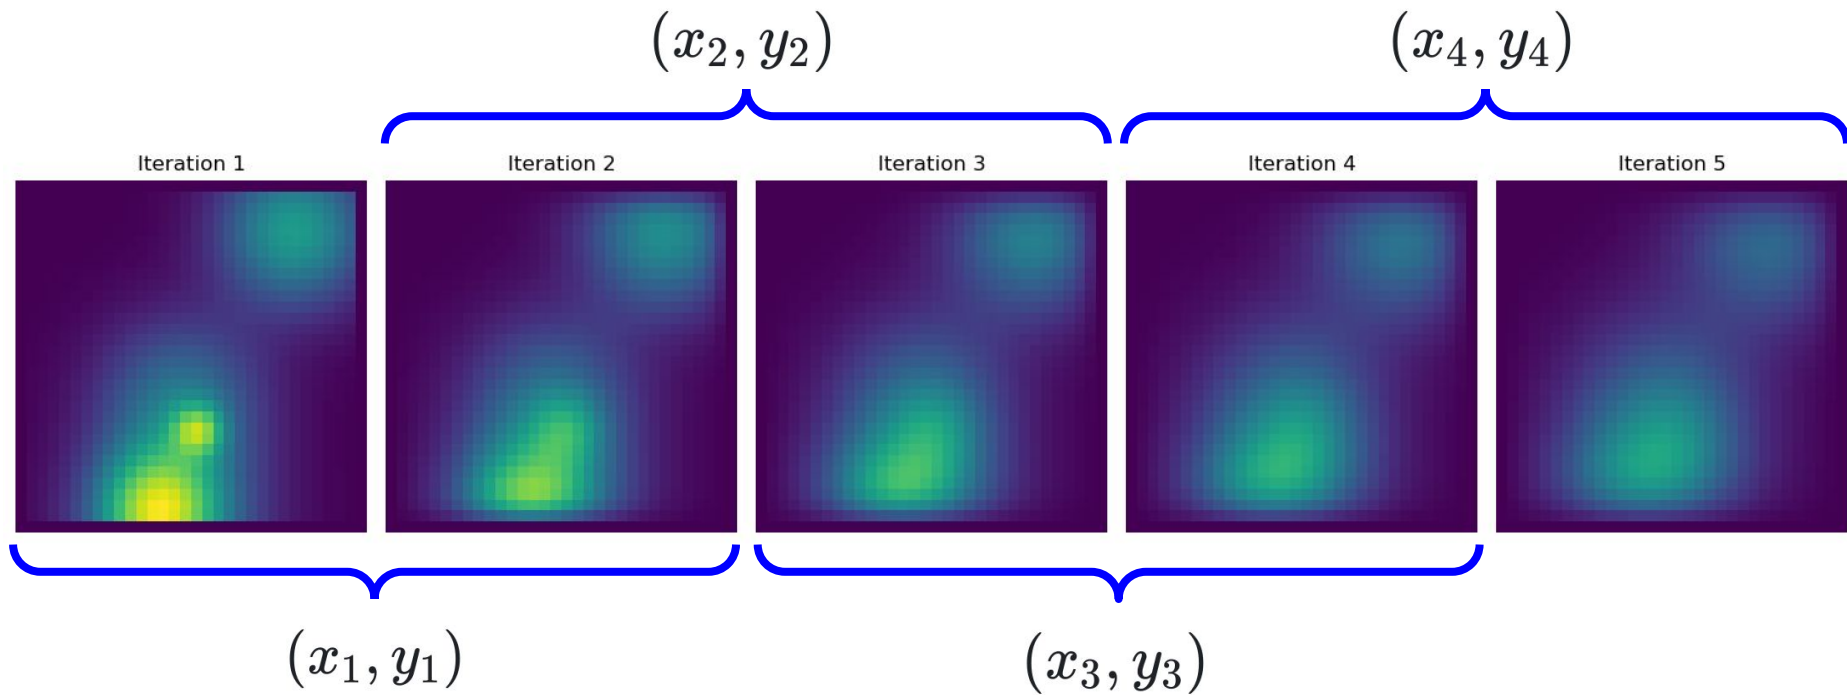 (x₂, y₂)
(x₄, y₄)
Iteration 1
Iteration 2
Iteration 3
Iteration 4
Iteration 5
(x₁, y₁)
(x₃, y₃)